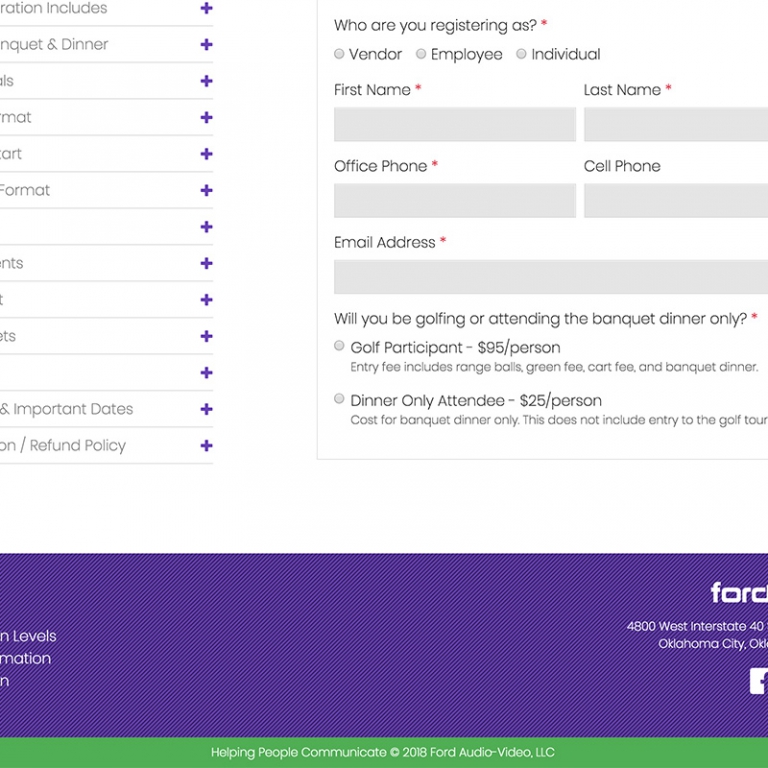 ration Includes
nquet & Dinner
als
rmat
tart
Format
ents
t
ets
& Important Dates
on / Refund Policy
Who are you registering as? *
Vendor Employee Individual
First Name * Last Name *
Office Phone * Cell Phone
Email Address *
Will you be golfing or attending the banquet dinner only? *
Golf Participant - $95/person
Entry fee includes range balls, green fee, cart fee, and banquet dinner.
Dinner Only Attendee - $25/person
Cost for banquet dinner only. This does not include entry to the golf tour
n Levels
mation
n
ford
4800 West Interstate 40
Oklahoma City, Okl
Helping People Communicate © 2018 Ford Audio-Video, LLC